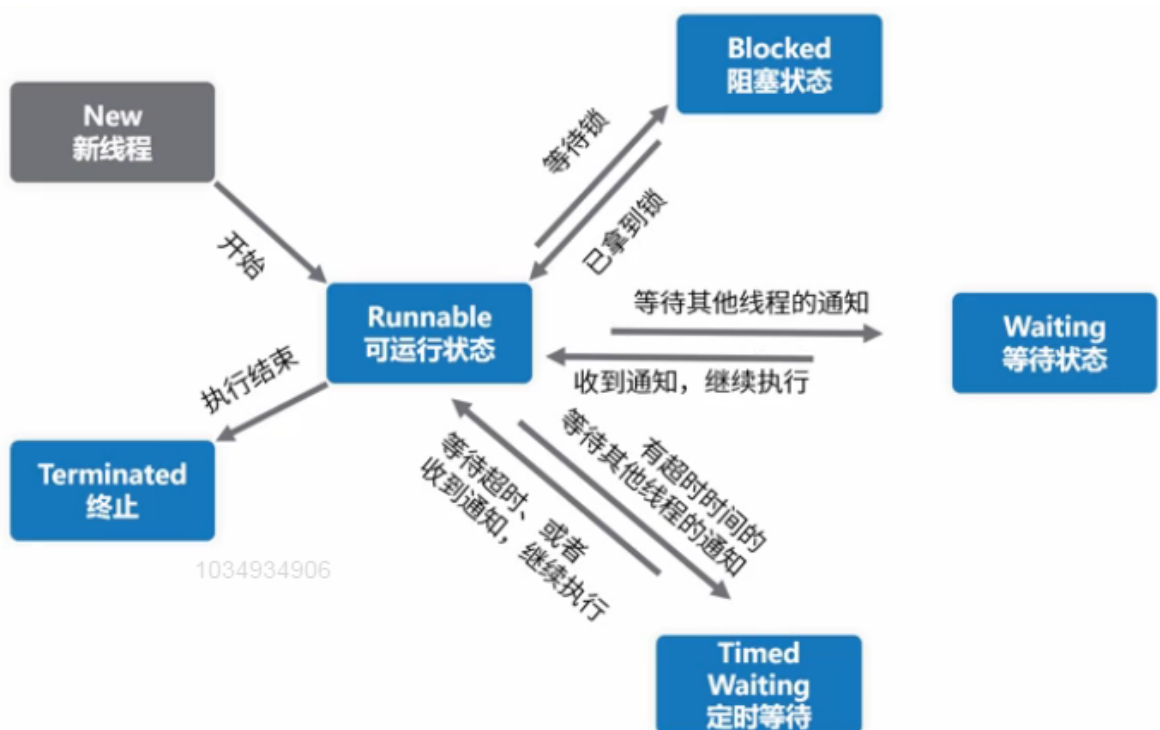 Blocked
阻塞状态
New
新线程
等待锁
已拿到锁
开始
Runnable
可运行状态
等待其他线程的通知
收到通知，继续执行
Waiting
等待状态
执行结束
Terminated
终止
1034934906
等待超时、或者
收到通知，继续执行
有超时时间的
等待其他线程的通知
Timed
Waiting
定时等待